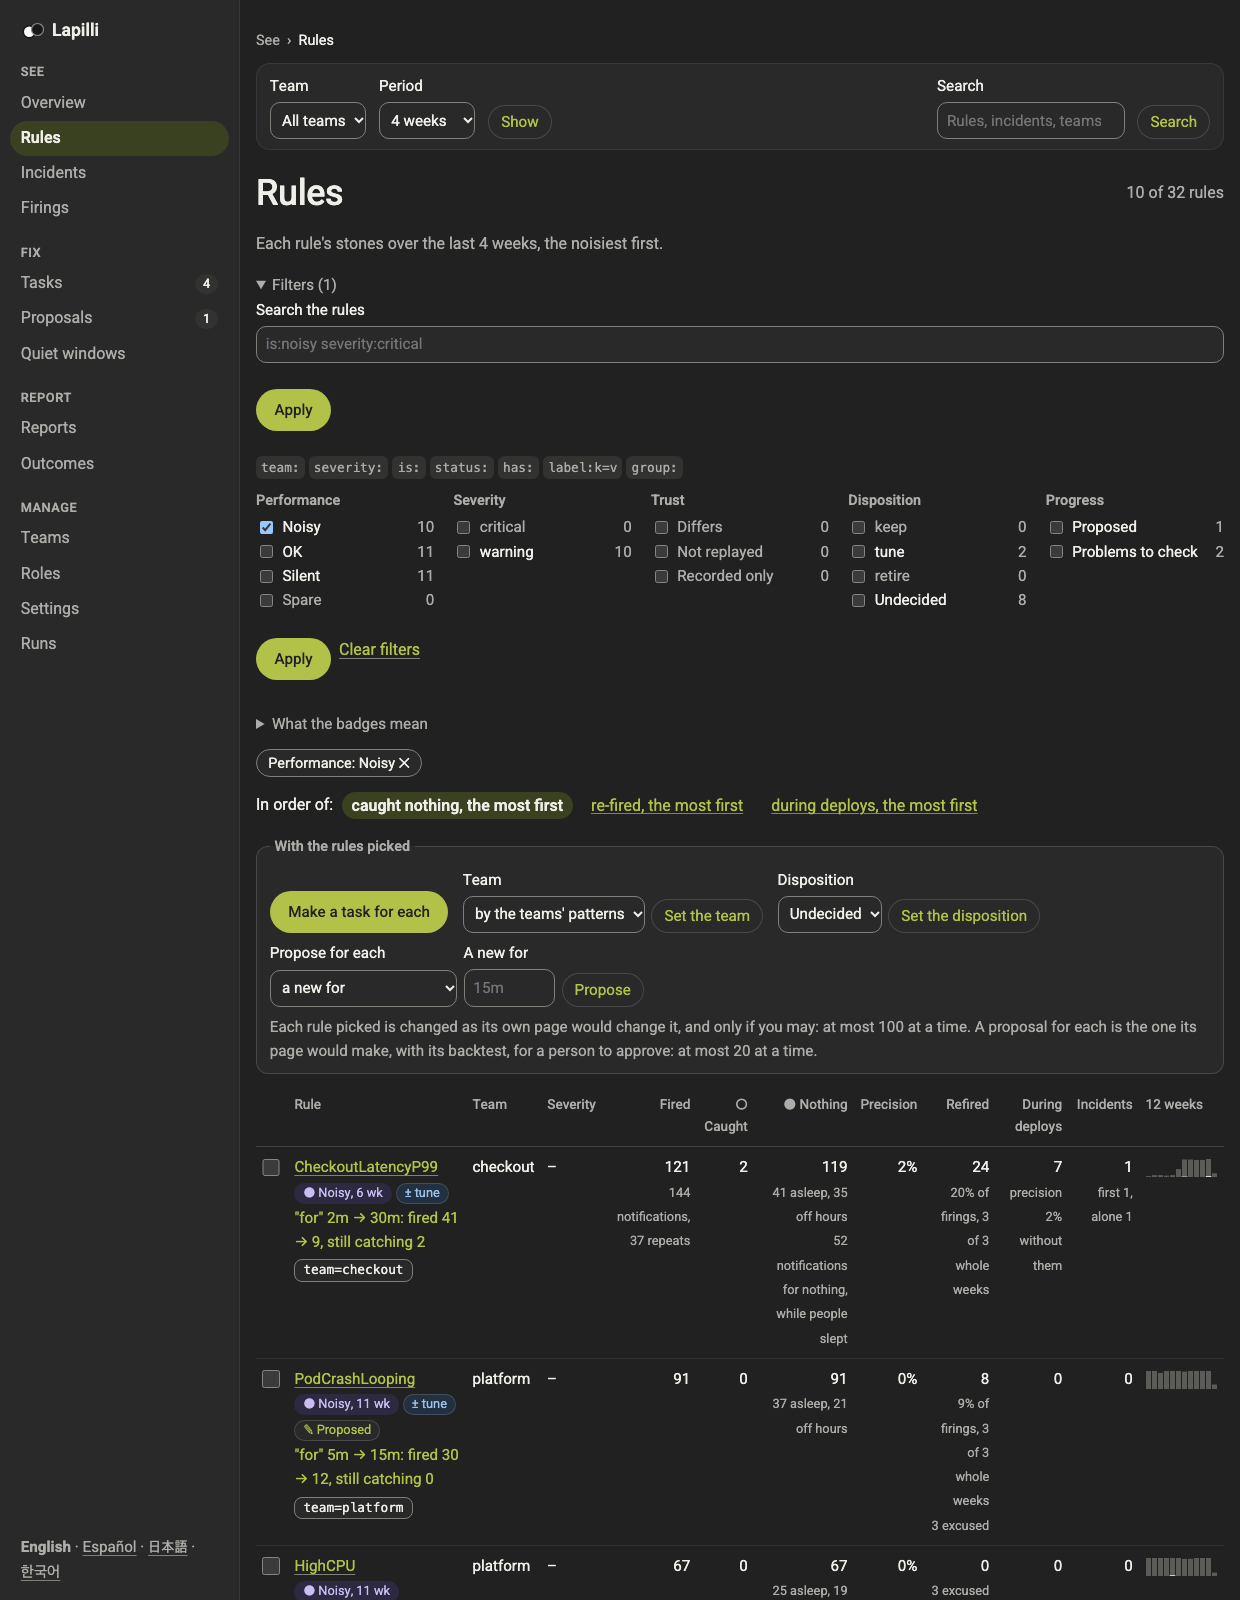 Lapilli
SEE
Overview
Rules
Incidents
Firings
FIX
Tasks 4
Proposals 1
Quiet windows
REPORT
Reports
Outcomes
MANAGE
Teams
Roles
Settings
Runs
English · Español · 日本語 ·
한국어
See › Rules
Team Period Search
All teams 4 weeks Show Rules, incidents, teams Search
Rules 10 of 32 rules
Each rule's stones over the last 4 weeks, the noisiest first.
▼ Filters (1)
Search the rules
is:noisy severity:critical
Apply
team: severity: is: status: has: label:k=v group:
Performance Severity Trust Disposition Progress
Noisy 10 critical 0 Differs 0 keep 0 Proposed 1
OK 11 warning 10 Not replayed 0 tune 2 Problems to check 2
Silent 11 Recorded only 0 retire 0
Spare 0 Undecided 8
Apply Clear filters
▶ What the badges mean
Performance: Noisy ✕
In order of: caught nothing, the most first re-fired, the most first during deploys, the most first
With the rules picked
Team Disposition
Make a task for each by the teams' patterns Set the team Undecided Set the disposition
Propose for each A new for
a new for 15m Propose
Each rule picked is changed as its own page would change it, and only if you may: at most 100 at a time. A proposal for each is the one its
page would make, with its backtest, for a person to approve: at most 20 at a time.
Rule Team Severity Fired Caught Nothing Precision Refired During deploys Incidents 12 weeks
CheckoutLatencyP99 checkout – 121 2 119 2% 24 7 1
Noisy, 6 wk ± tune 144 41 asleep, 35 20% of precision first 1,
"for" 2m → 30m: fired 41 notifications, off hours firings, 3 2% alone 1
→ 9, still catching 2 37 repeats 52 of 3 without
team=checkout notifications whole them
for nothing, weeks
while people
slept
PodCrashLooping platform – 91 0 91 0% 8 0 0
Noisy, 11 wk ± tune 37 asleep, 21 9% of
✎ Proposed off hours firings, 3
"for" 5m → 15m: fired 30 of 3
→ 12, still catching 0 whole
team=platform weeks
3 excused
HighCPU platform – 67 0 67 0% 0 0 0
Noisy, 11 wk 25 asleep, 19 3 excused